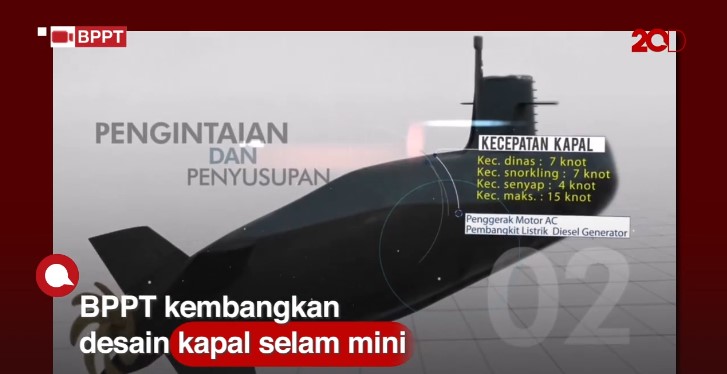 BPPT
20D
PENGINTAIAN
DAN
PENYUSUPAN
KECEPATAN KAPAL
Kec. dinas : 7 knot
Kec. snorkling : 7 knot
Kec. senyap : 4 knot
Kec. maks. : 15 knot
Penggerak Motor AC
Pembangkit Listrik Diesel Generator
02
BPPT kembangkan
desain kapal selam mini